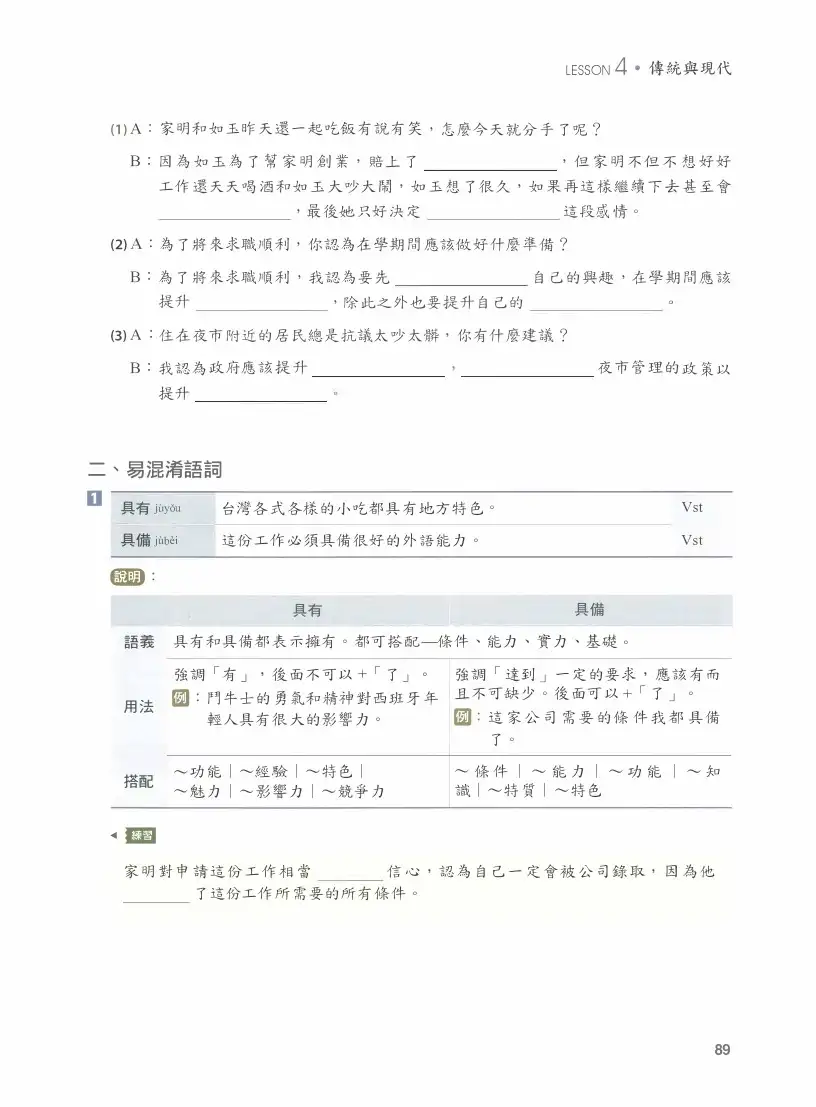 LESSON 4 • 傳統與現代
(1) A：家明和如玉昨天還一起吃飯有說有笑，怎麼今天就分手了呢？
B：因為如玉為了幫家明創業，賠上了＿＿＿＿＿＿＿＿，但家明不但不想好好
工作還天天喝酒和如玉大吵大鬧，如玉想了很久，如果再這樣繼續下去甚至會
＿＿＿＿＿＿＿＿，最後她只好決定＿＿＿＿＿＿＿＿這段感情。
(2) A：為了將來求職順利，你認為在學期間應該做好什麼準備？
B：為了將來求職順利，我認為要先＿＿＿＿＿＿＿＿自己的興趣，在學期間應該
提升＿＿＿＿＿＿＿＿，除此之外也要提升自己的＿＿＿＿＿＿＿＿。
(3) A：住在夜市附近的居民總是抗議太吵太髒，你有什麼建議？
B：我認為政府應該提升＿＿＿＿＿＿＿＿，＿＿＿＿＿＿＿＿夜市管理的政策以
提升＿＿＿＿＿＿＿＿。
二、易混淆語詞
1
具有 jùyǒu 台灣各式各樣的小吃都具有地方特色。 Vst
具備 jùbèi 這份工作必須具備很好的外語能力。 Vst
說明：
具有 具備
語義 具有和具備都表示擁有。都可搭配—條件、能力、實力、基礎。
用法
強調「有」，後面不可以+「了」。
例：鬥牛士的勇氣和精神對西班牙年
輕人具有很大的影響力。
強調「達到」一定的要求，應該有而
且不可缺少。後面可以+「了」。
例：這家公司需要的條件我都具備
了。
搭配
～功能｜～經驗｜～特色｜
～魅力｜～影響力｜～競爭力
～條件｜～能力｜～功能｜～知
識｜～特質｜～特色
練習
家明對申請這份工作相當＿＿＿＿信心，認為自己一定會被公司錄取，因為他
＿＿＿＿了這份工作所需要的所有條件。
89